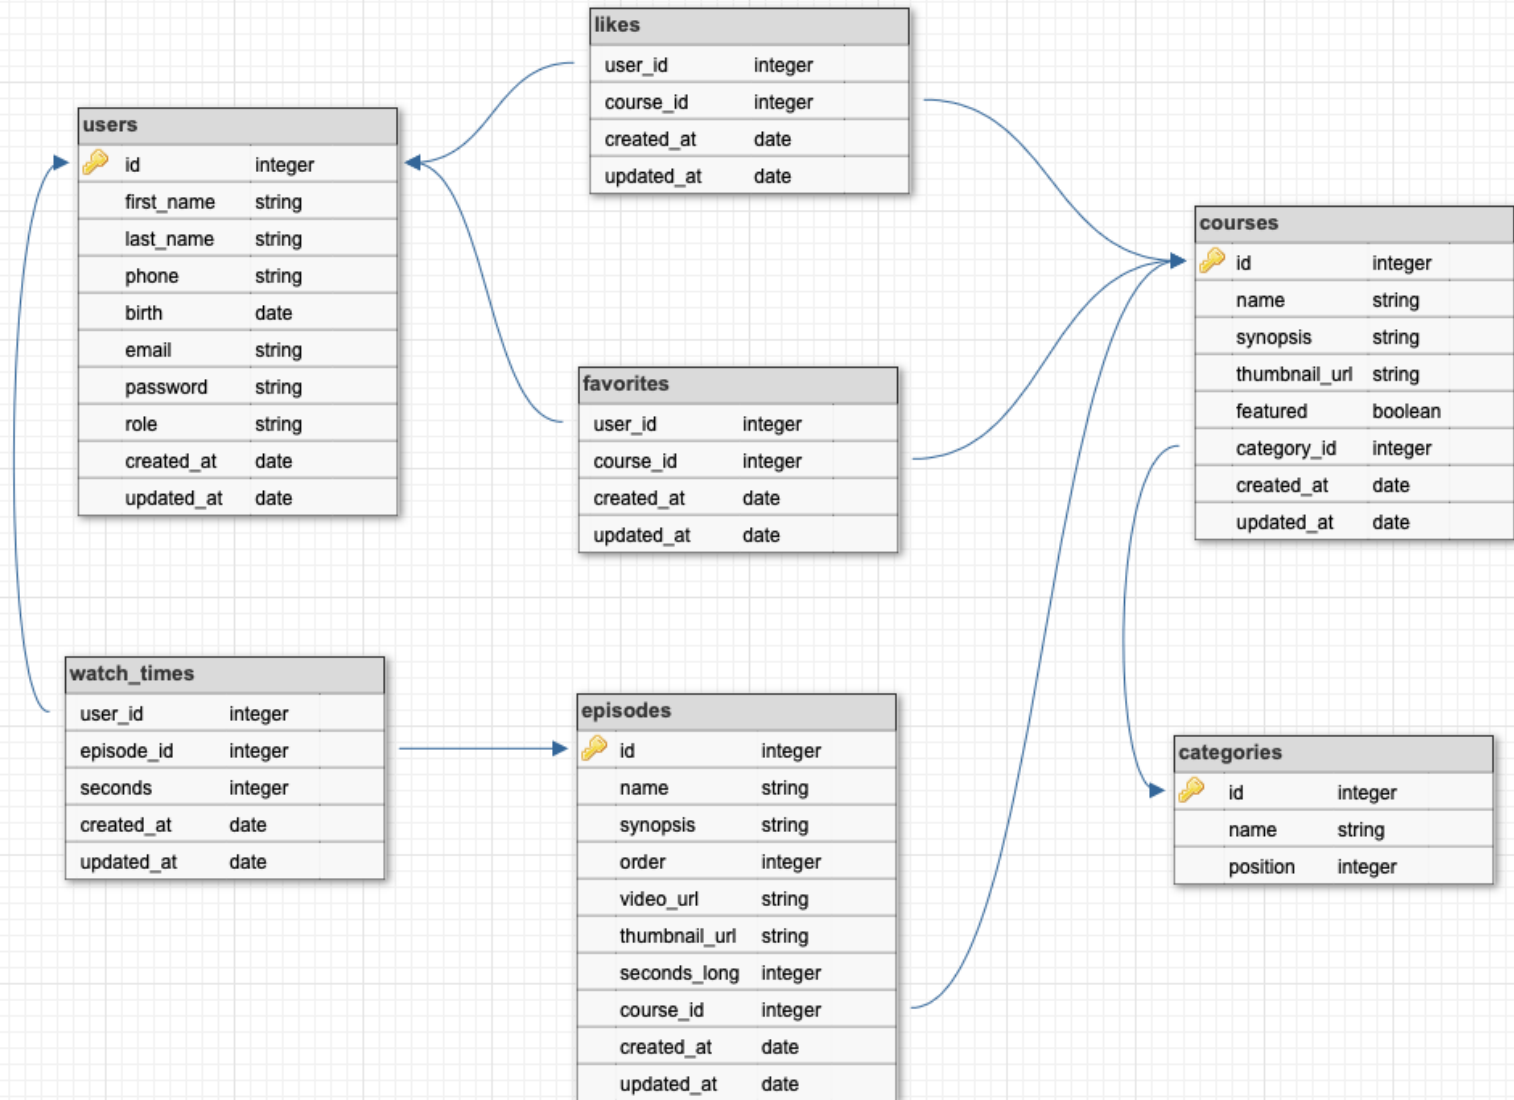 likes
user_id integer
course_id integer
created_at date
updated_at date
users
id integer
first_name string
last_name string
phone string
birth date
email string
password string
role string
created_at date
updated_at date
courses
id integer
name string
synopsis string
thumbnail_url string
featured boolean
category_id integer
created_at date
updated_at date
favorites
user_id integer
course_id integer
created_at date
updated_at date
watch_times
user_id integer
episode_id integer
seconds integer
created_at date
updated_at date
episodes
id integer
name string
synopsis string
order integer
video_url string
thumbnail_url string
seconds_long integer
course_id integer
created_at date
updated_at date
categories
id integer
name string
position integer